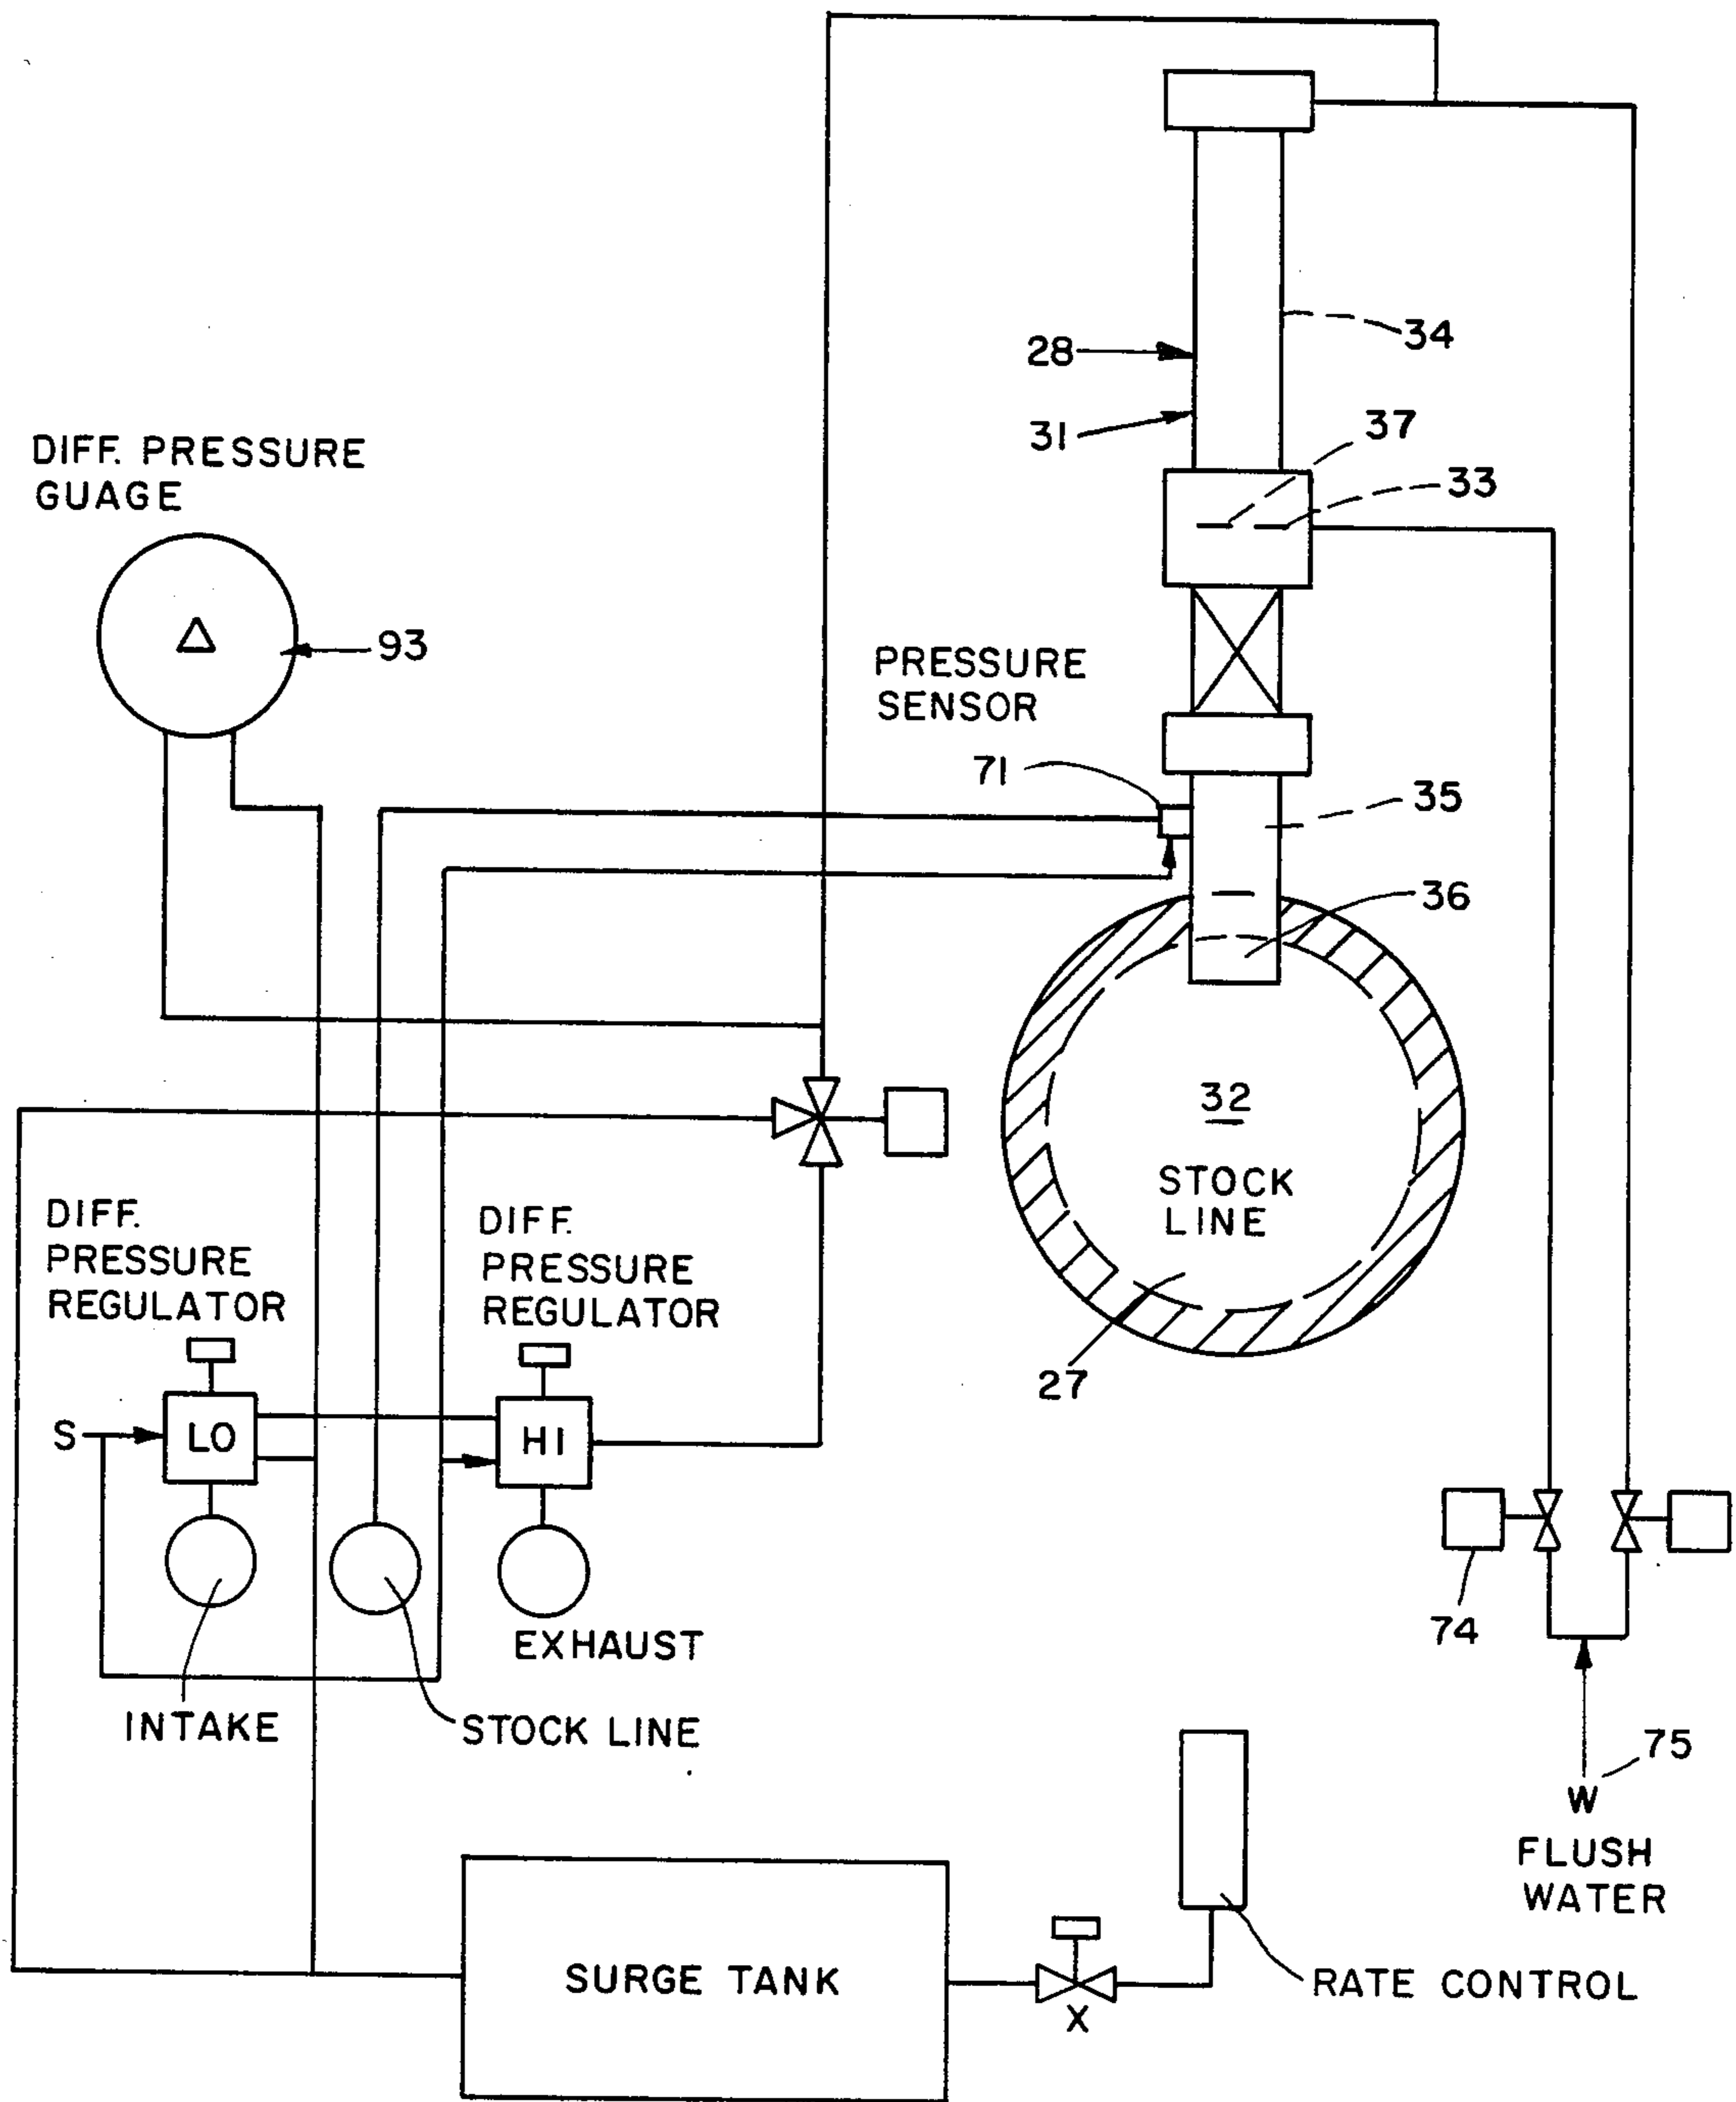 34
28
31
37
33
DIFF. PRESSURE
GUAGE
93
PRESSURE
SENSOR
71
35
36
32
STOCK
LINE
27
DIFF.
PRESSURE
REGULATOR
DIFF.
PRESSURE
REGULATOR
S
LO
HI
EXHAUST
INTAKE
STOCK LINE
74
75
W
FLUSH
WATER
SURGE TANK
X
RATE CONTROL